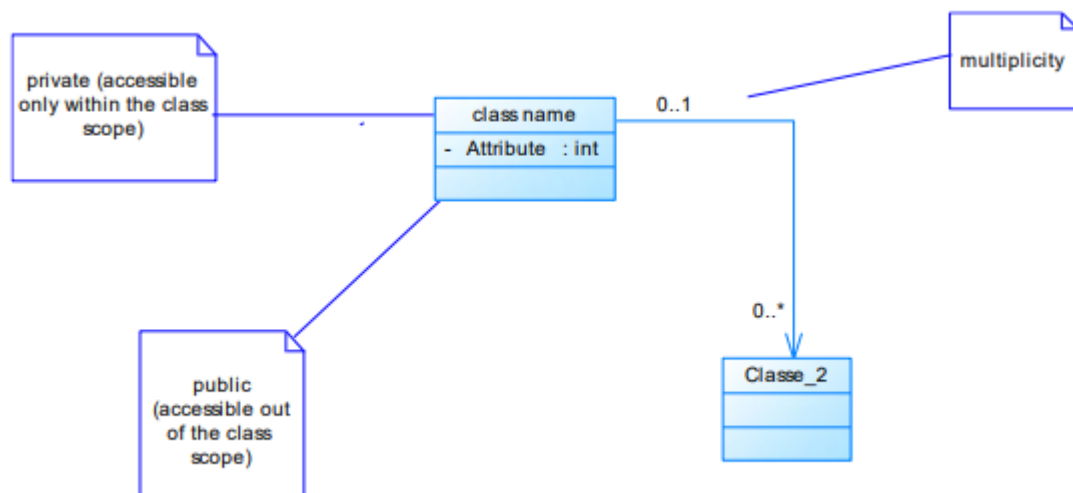 private (accessible
only within the class
scope)
multiplicity
class name
- Attribute : int
0..1
0..*
Classe_2
public
(accessible out
of the class
scope)